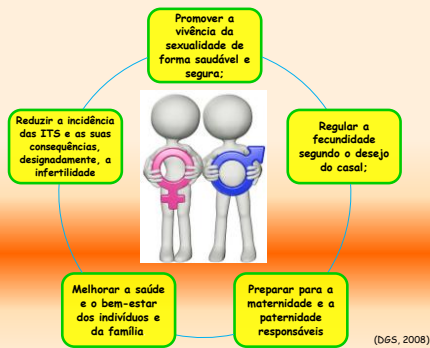 Promover a
vivência da
sexualidade de
forma saudável e
segura;
Regular a
fecundidade
segundo o desejo
do casal;
Preparar para a
maternidade e a
paternidade
responsáveis
Melhorar a saúde
e o bem-estar
dos indivíduos e
da família
Reduzir a incidência
das ITS e as suas
consequências,
designadamente, a
infertilidade
(DGS, 2008)